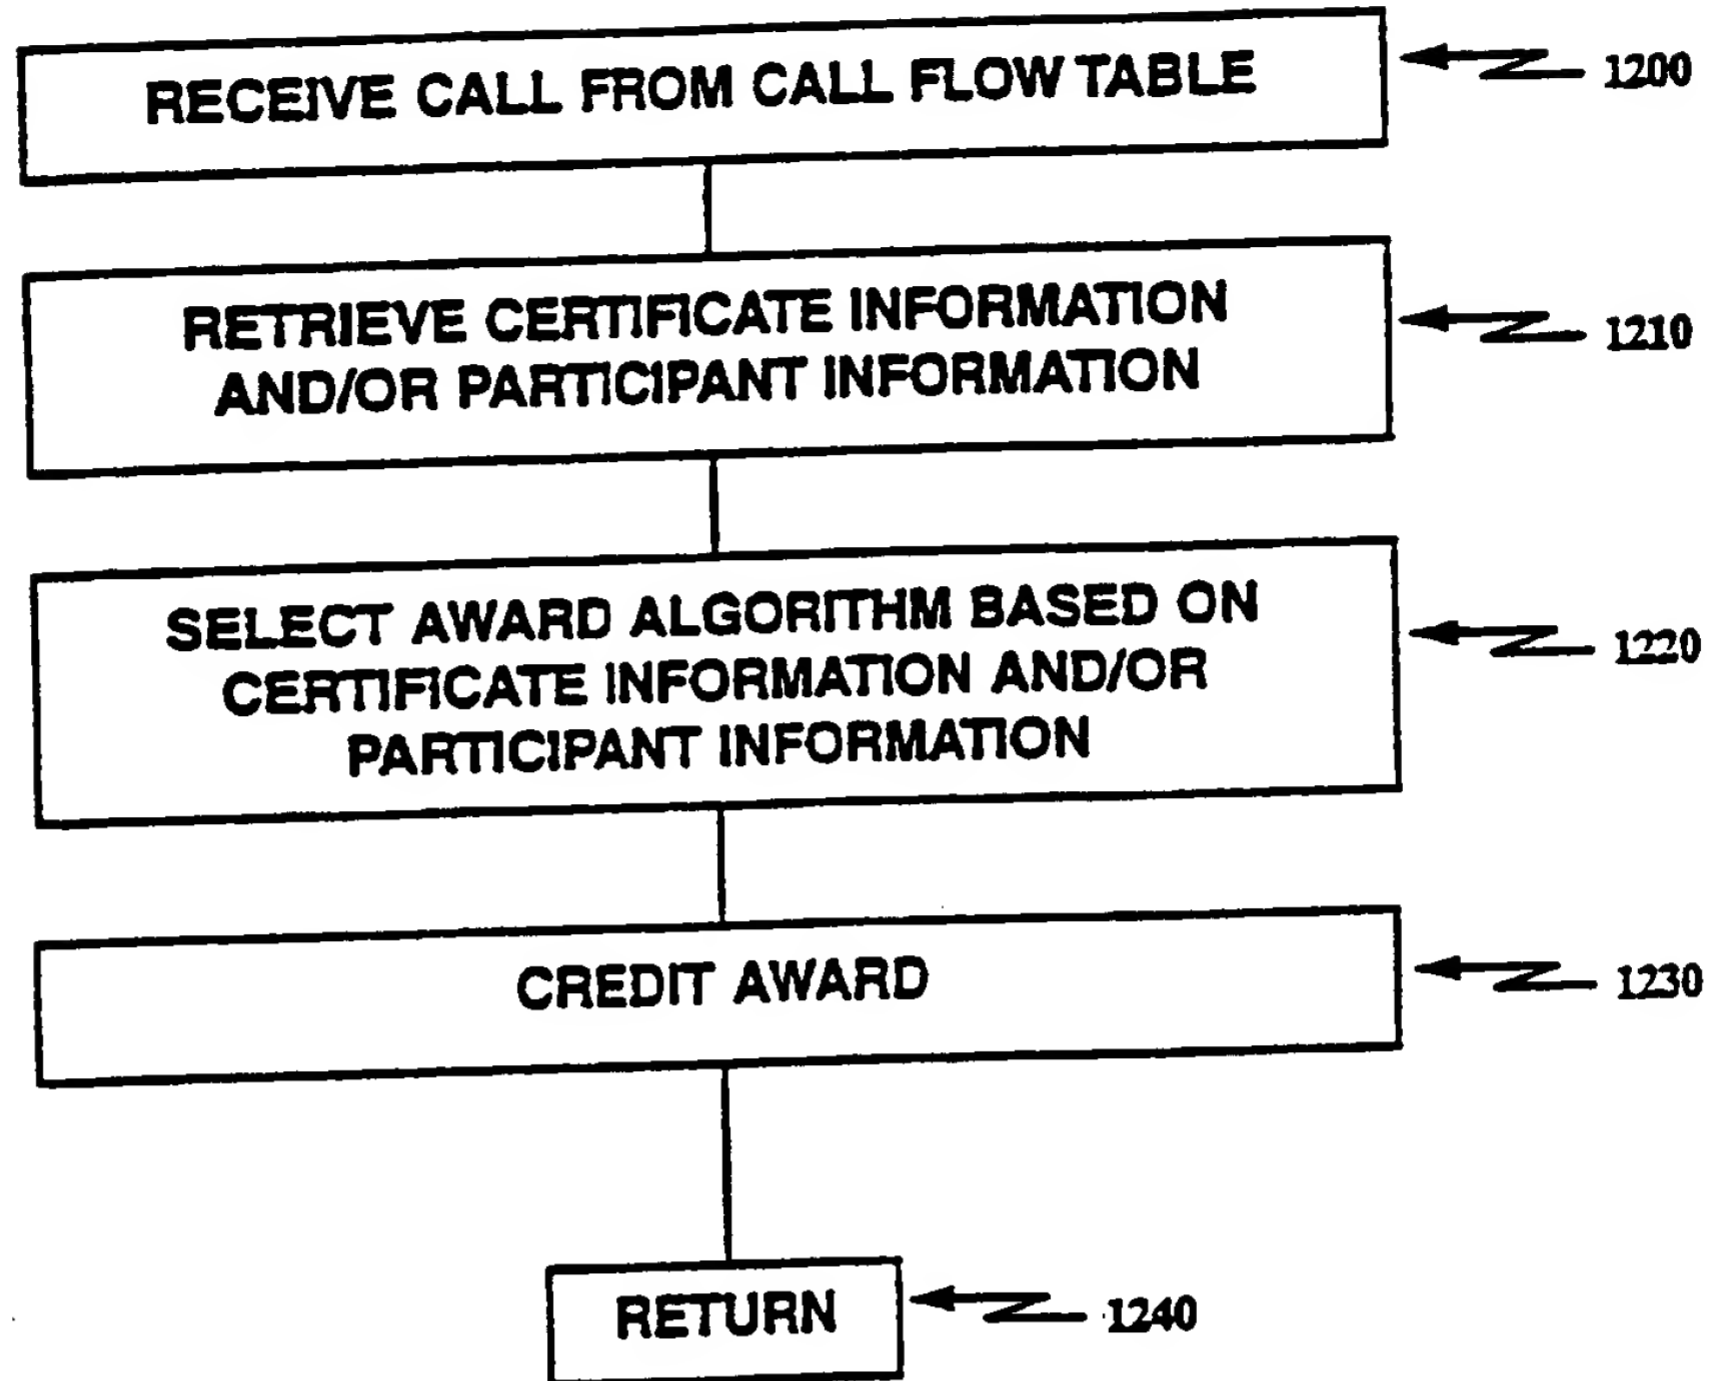 RECEIVE CALL FROM CALL FLOW TABLE
1200
RETRIEVE CERTIFICATE INFORMATION
AND/OR PARTICIPANT INFORMATION
1210
SELECT AWARD ALGORITHM BASED ON
CERTIFICATE INFORMATION AND/OR
PARTICIPANT INFORMATION
1220
CREDIT AWARD
1230
RETURN
1240